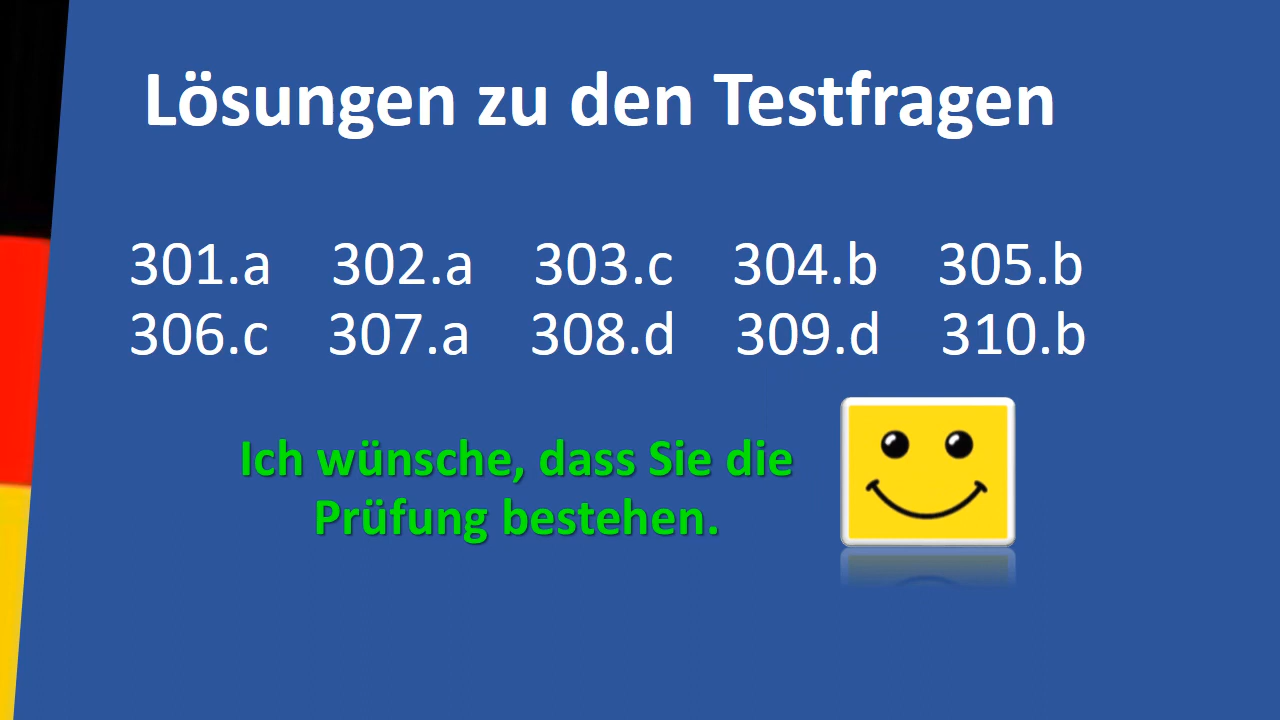 Lösungen zu den Testfragen
301.a 302.a 303.c 304.b 305.b
306.c 307.a 308.d 309.d 310.b
Ich wünsche, dass Sie die
Prüfung bestehen.